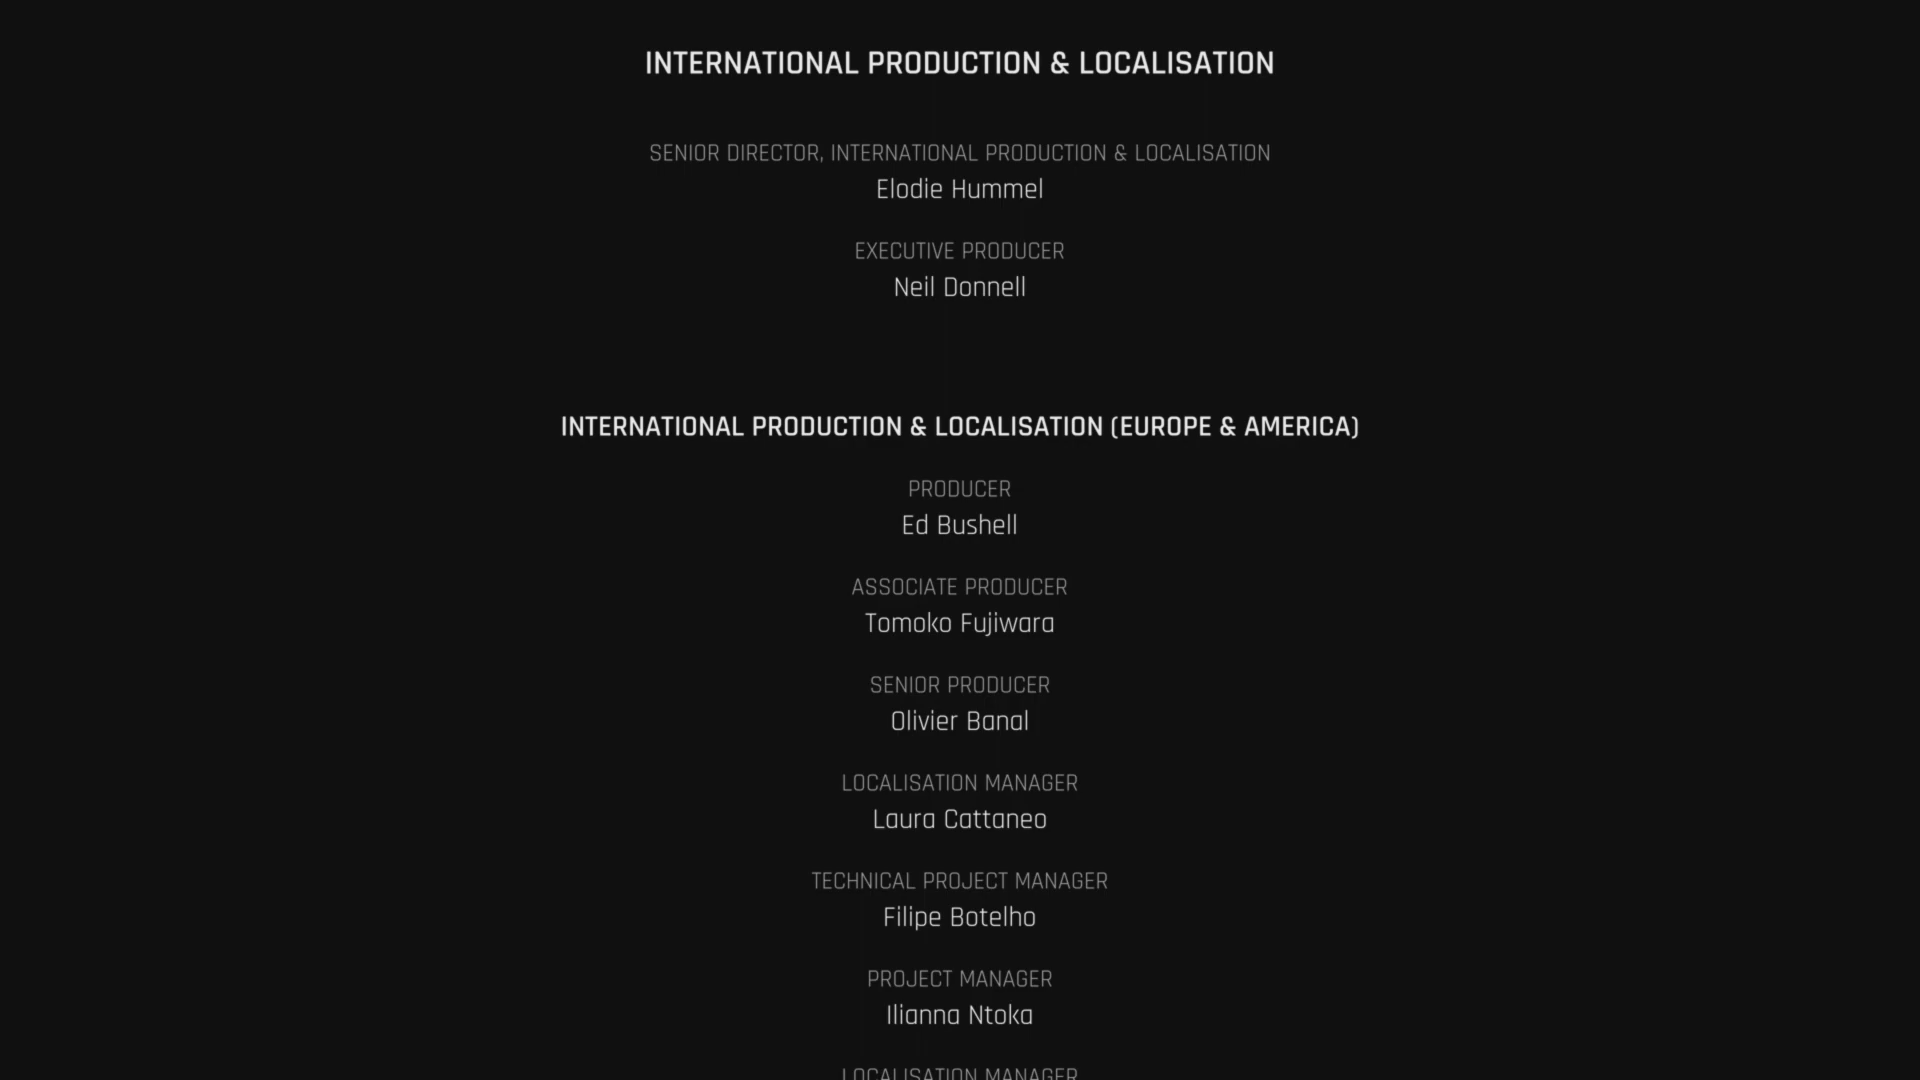 INTERNATIONAL PRODUCTION & LOCALISATION
SENIOR DIRECTOR, INTERNATIONAL PRODUCTION & LOCALISATION
Elodie Hummel
EXECUTIVE PRODUCER
Neil Donnell
INTERNATIONAL PRODUCTION & LOCALISATION (EUROPE & AMERICA)
PRODUCER
Ed Bushell
ASSOCIATE PRODUCER
Tomoko Fujiwara
SENIOR PRODUCER
Olivier Banal
LOCALISATION MANAGER
Laura Cattaneo
TECHNICAL PROJECT MANAGER
Filipe Botelho
PROJECT MANAGER
Ilianna Ntoka
LOCALISATION MANAGER